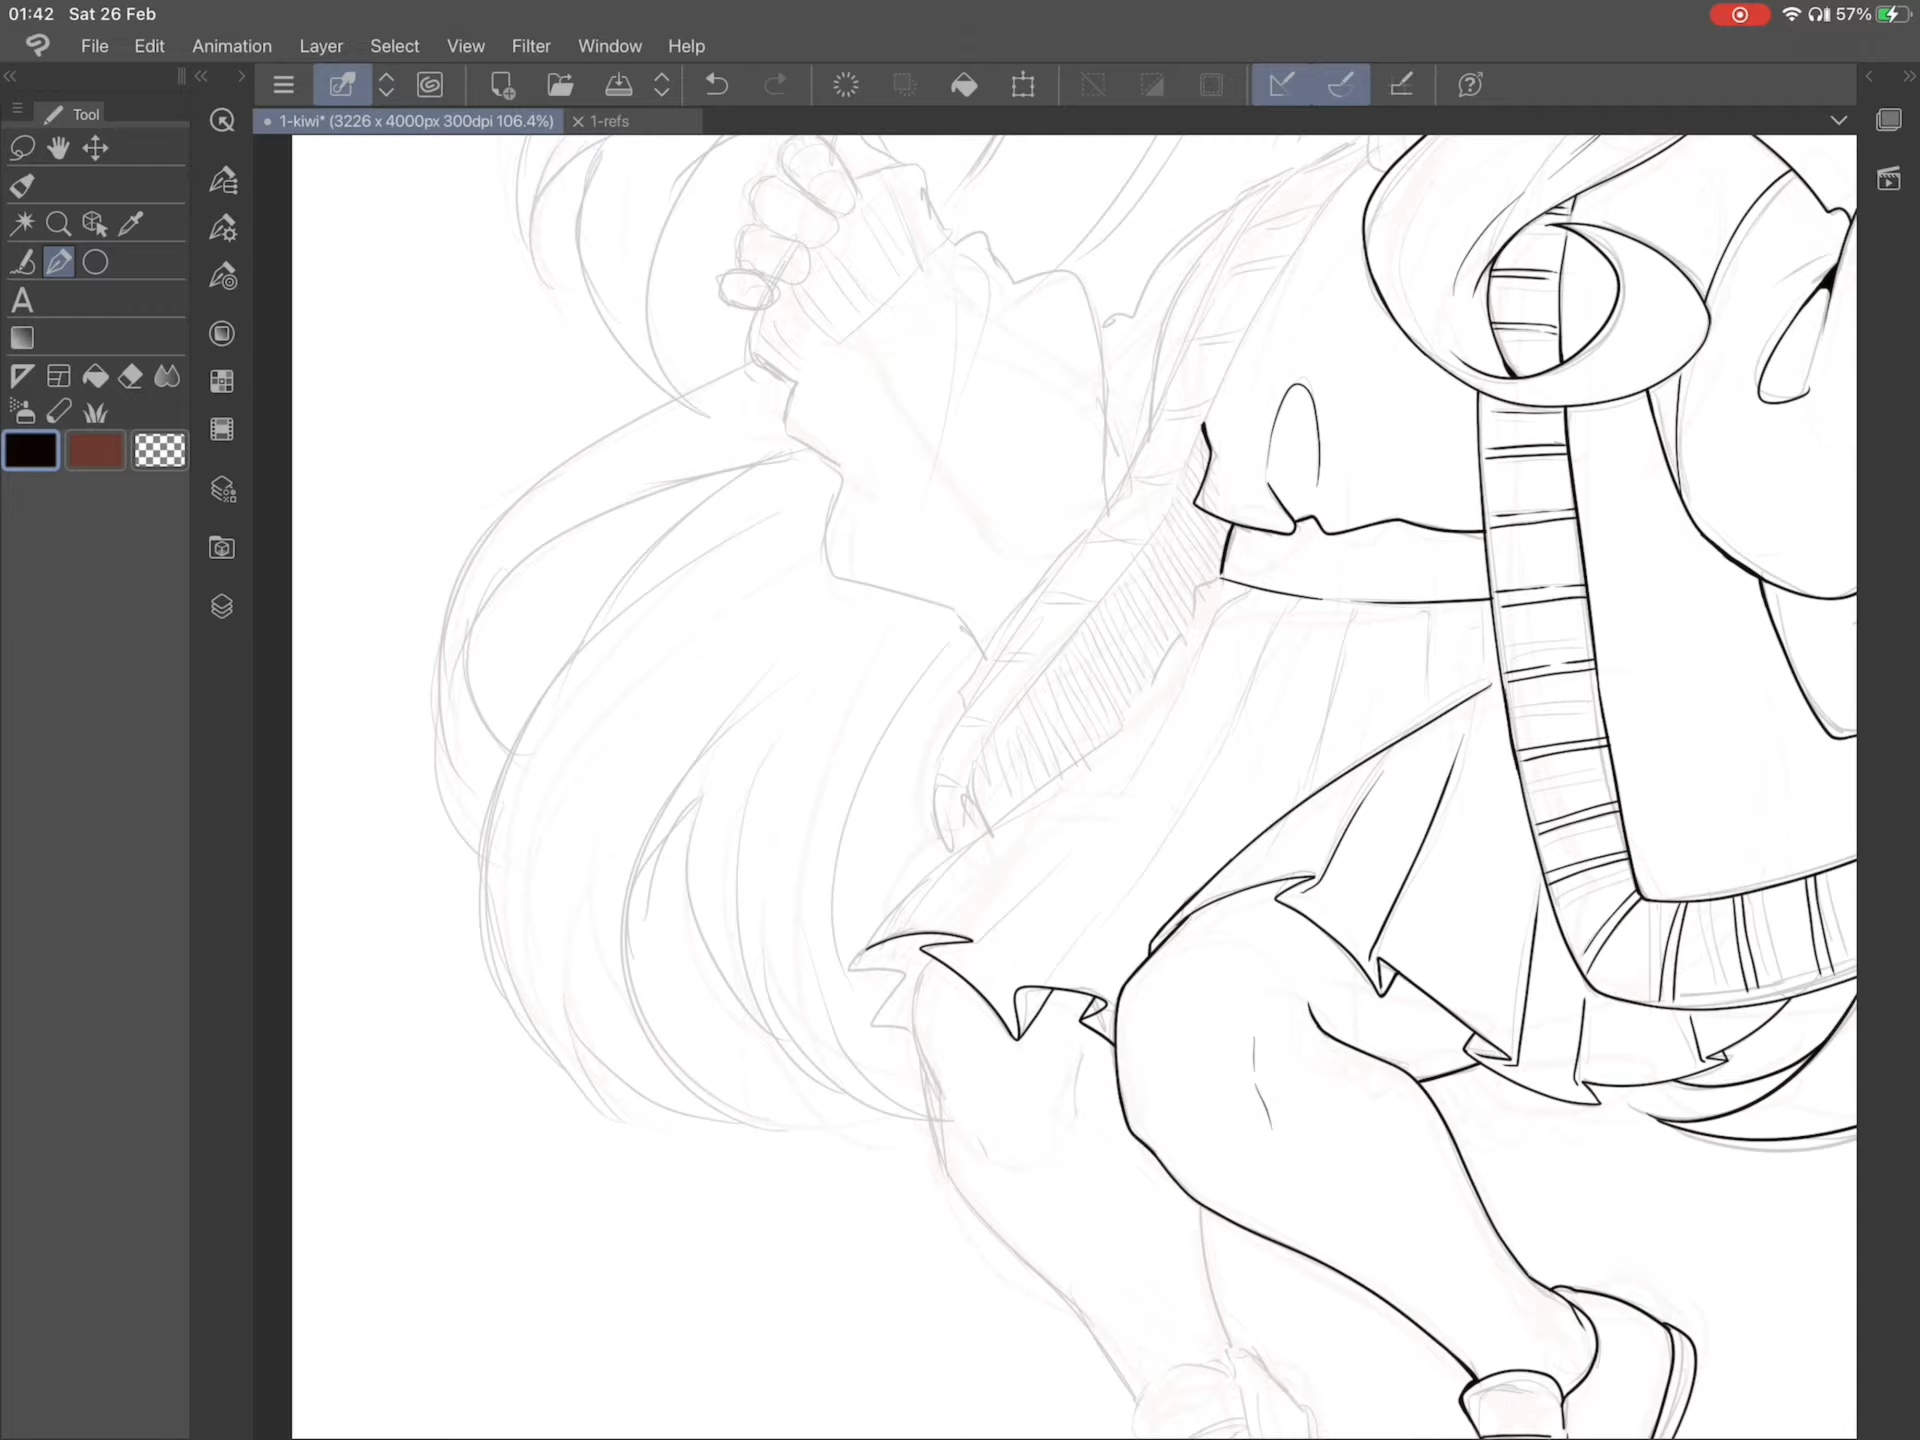 01:42 Sat 26 Feb 57%
File Edit Animation Layer Select View Filter Window Help
Tool
1-kiwi* (3226 x 4000px 300dpi 106.4%) 1-refs
A